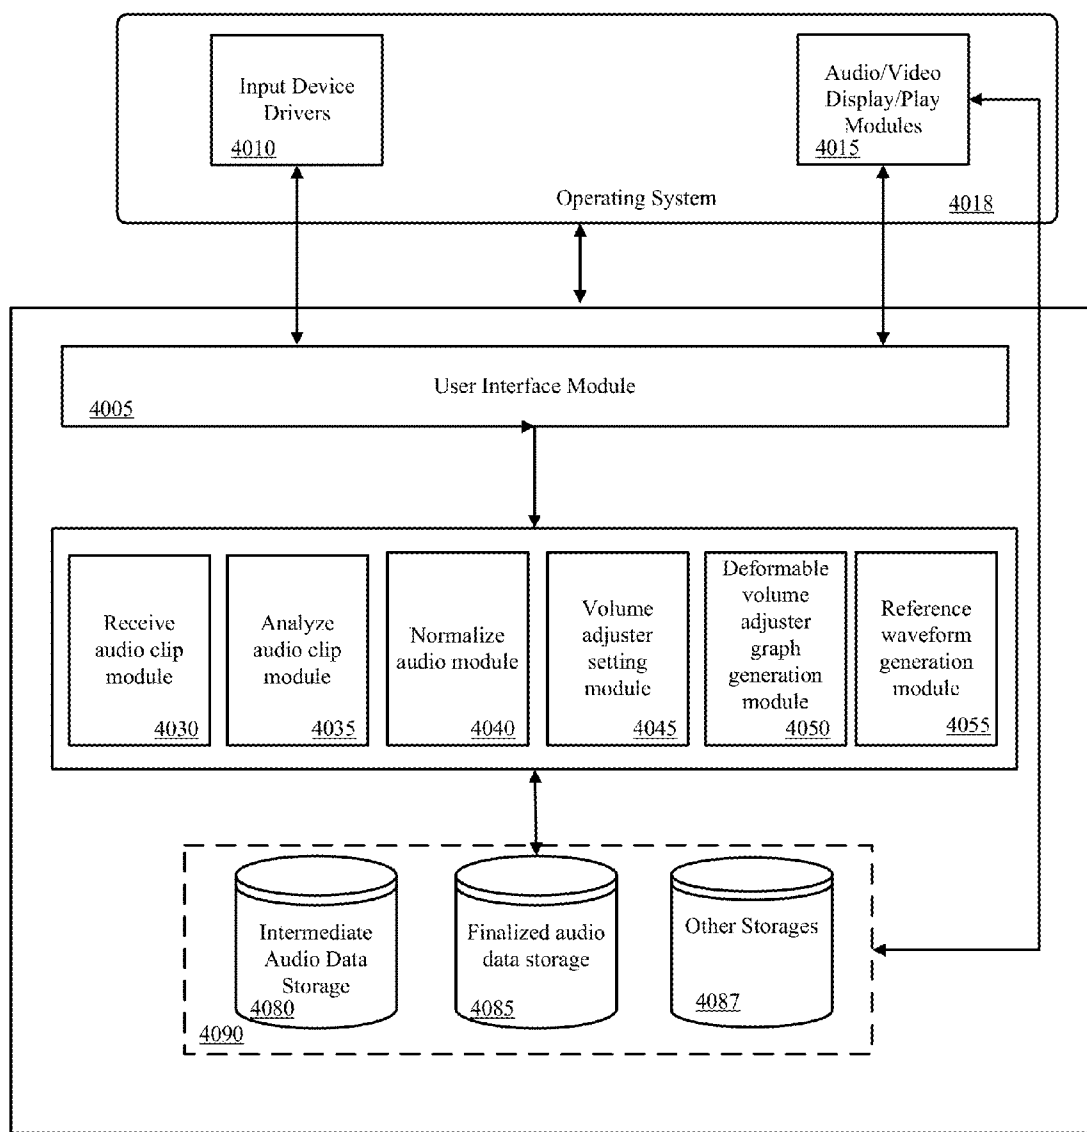 Input Device
Drivers
4010
Audio/Video
Display/Play
Modules
4015
Operating System
4018
User Interface Module
4005
Receive
audio clip
module
4030
Analyze
audio clip
module
4035
Normalize
audio module
4040
Volume
adjuster
setting
module
4045
Deformable
volume
adjuster
graph
generation
module
4050
Reference
waveform
generation
module
4055
Intermediate
Audio Data
Storage
4080
Finalized audio
data storage
4085
Other Storages
4087
4090